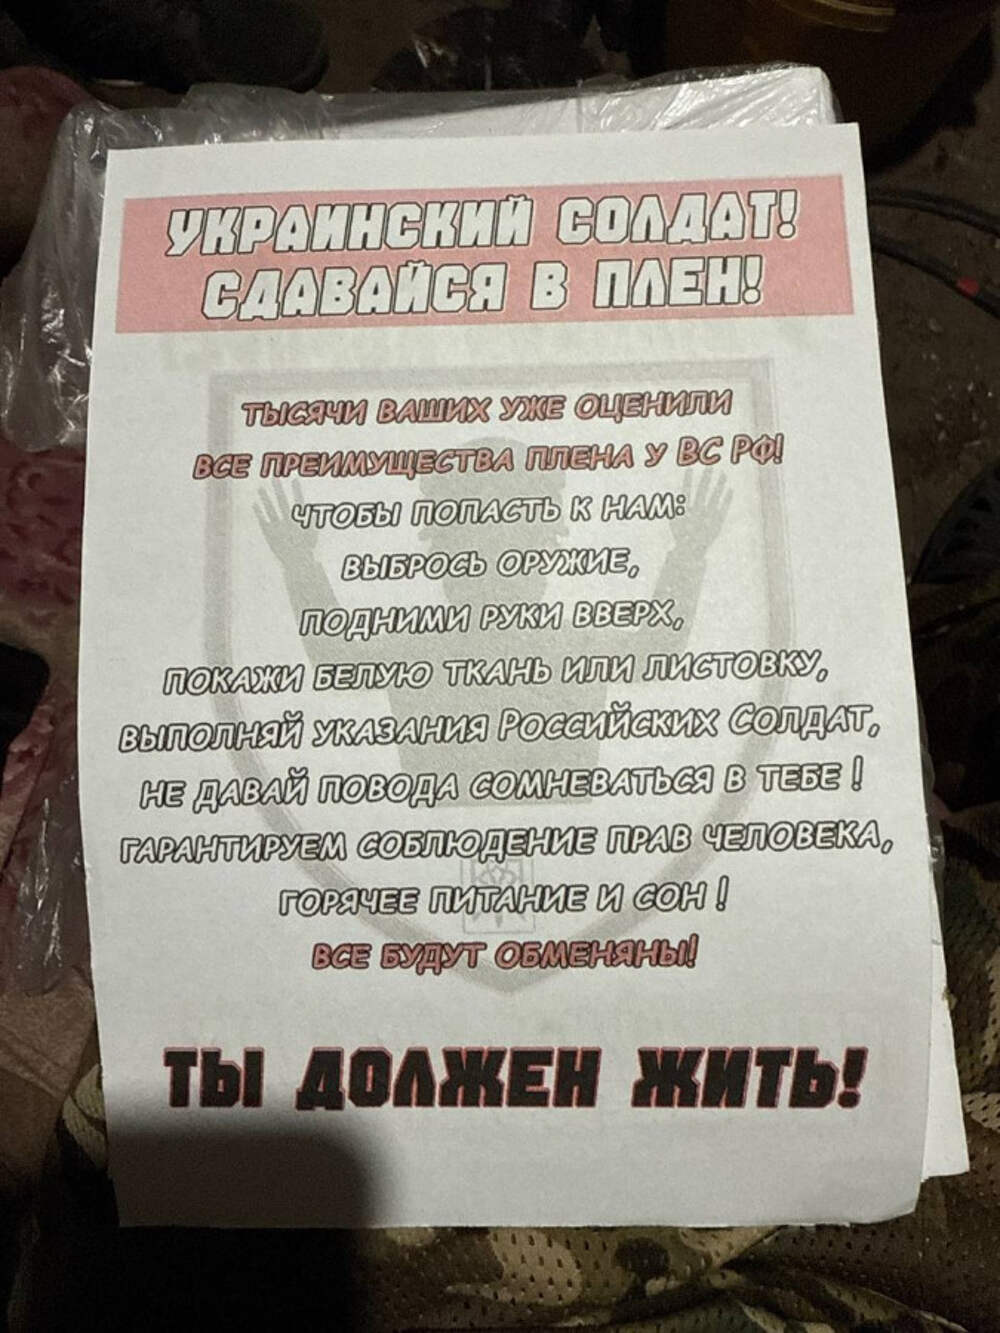 УКРАИНСКИЙ СОЛДАТ!
СДАВАЙСЯ В ПЛЕН!
ТЫСЯЧИ ВАШИХ УЖЕ ОЦЕНИЛИ
ВСЕ ПРЕИМУЩЕСТВА ПЛЕНА У ВС РФ!
ЧТОБЫ ПОПАСТЬ К НАМ:
ВЫБРОСЬ ОРУЖИЕ,
ПОДНИМИ РУКИ ВВЕРХ,
ПОКАЖИ БЕЛУЮ ТКАНЬ ИЛИ ЛИСТОВКУ,
ВЫПОЛНЯЙ УКАЗАНИЯ РОССИЙСКИХ СОЛДАТ,
НЕ ДАВАЙ ПОВОДА СОМНЕВАТЬСЯ В ТЕБЕ !
ГАРАНТИРУЕМ СОБЛЮДЕНИЕ ПРАВ ЧЕЛОВЕКА,
ГОРЯЧЕЕ ПИТАНИЕ И СОН !
ВСЕ БУДУТ ОБМЕНЯНЫ!
ТЫ ДОЛЖЕН ЖИТЬ!